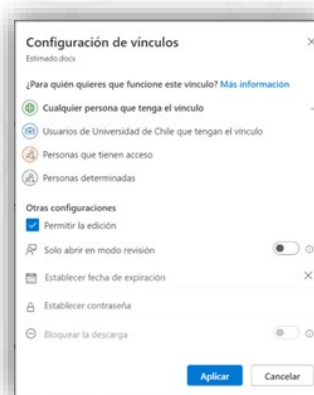 Configuración de vínculos
Estimado.docx
¿Para quién quieres que funcione este vínculo? Más información
Cualquier persona que tenga el vínculo
Usuarios de Universidad de Chile que tengan el vínculo
Personas que tienen acceso
Personas determinadas
Otras configuraciones
Permitir la edición
Solo abrir en modo revisión
Establecer fecha de expiración
Establecer contraseña
Bloquear la descarga
Aplicar Cancelar